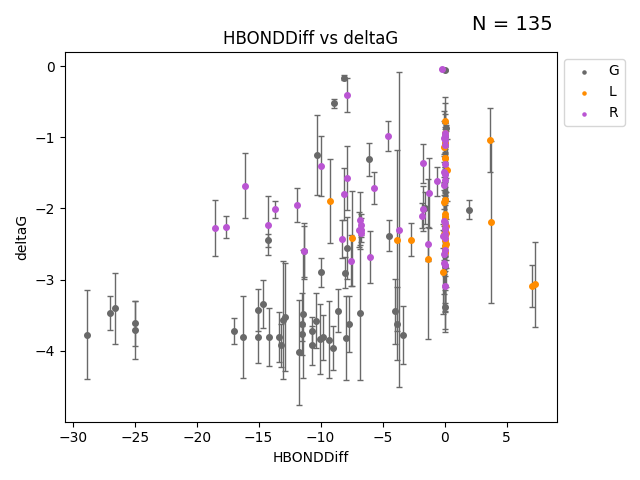 N = 135
HBONDDiff vs deltaG
G
L
R
0
−1
−2
−3
−4
deltaG
−30 −25 −20 −15 −10 −5 0 5
HBONDDiff